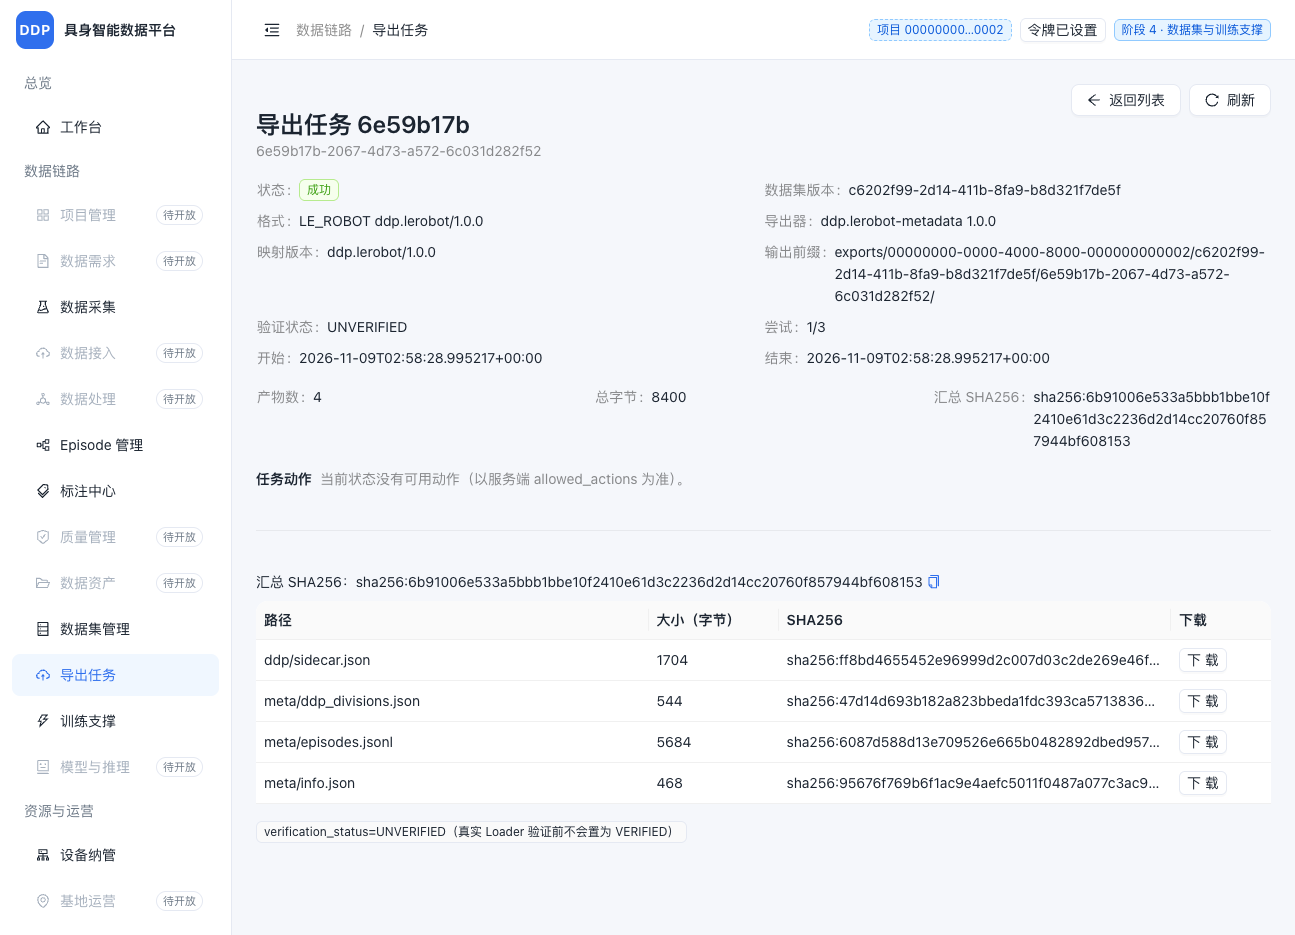 DDP 具身智能数据平台
总览
工作台
数据链路
项目管理 待开放
数据需求 待开放
数据采集
数据接入 待开放
数据处理 待开放
Episode 管理
标注中心
质量管理 待开放
数据资产 待开放
数据集管理
导出任务
训练支撑
模型与推理 待开放
资源与运营
设备纳管
基地运营 待开放
数据链路 / 导出任务
项目 00000000...0002 令牌已设置 阶段 4 · 数据集与训练支撑
返回列表 刷新
导出任务 6e59b17b
6e59b17b-2067-4d73-a572-6c031d282f52
状态: 成功 数据集版本: c6202f99-2d14-411b-8fa9-b8d321f7de5f
格式: LE_ROBOT ddp.lerobot/1.0.0 导出器: ddp.lerobot-metadata 1.0.0
映射版本: ddp.lerobot/1.0.0 输出前缀: exports/00000000-0000-4000-8000-000000000002/c6202f99-
2d14-411b-8fa9-b8d321f7de5f/6e59b17b-2067-4d73-a572-
6c031d282f52/
验证状态: UNVERIFIED 尝试: 1/3
开始: 2026-11-09T02:58:28.995217+00:00 结束: 2026-11-09T02:58:28.995217+00:00
产物数: 4 总字节: 8400 汇总 SHA256: sha256:6b91006e533a5bbb1bbe10f
2410e61d3c2236d2d14cc20760f85
7944bf608153
任务动作 当前状态没有可用动作（以服务端 allowed_actions 为准）。
汇总 SHA256: sha256:6b91006e533a5bbb1bbe10f2410e61d3c2236d2d14cc20760f857944bf608153
路径 大小（字节） SHA256 下载
ddp/sidecar.json 1704 sha256:ff8bd4655452e96999d2c007d03c2de269e46f... 下 载
meta/ddp_divisions.json 544 sha256:47d14d693b182a823bbeda1fdc393ca5713836... 下 载
meta/episodes.jsonl 5684 sha256:6087d588d13e709526e665b0482892dbed957... 下 载
meta/info.json 468 sha256:95676f769b6f1ac9e4aefc5011f0487a077c3ac9... 下 载
verification_status=UNVERIFIED（真实 Loader 验证前不会置为 VERIFIED）